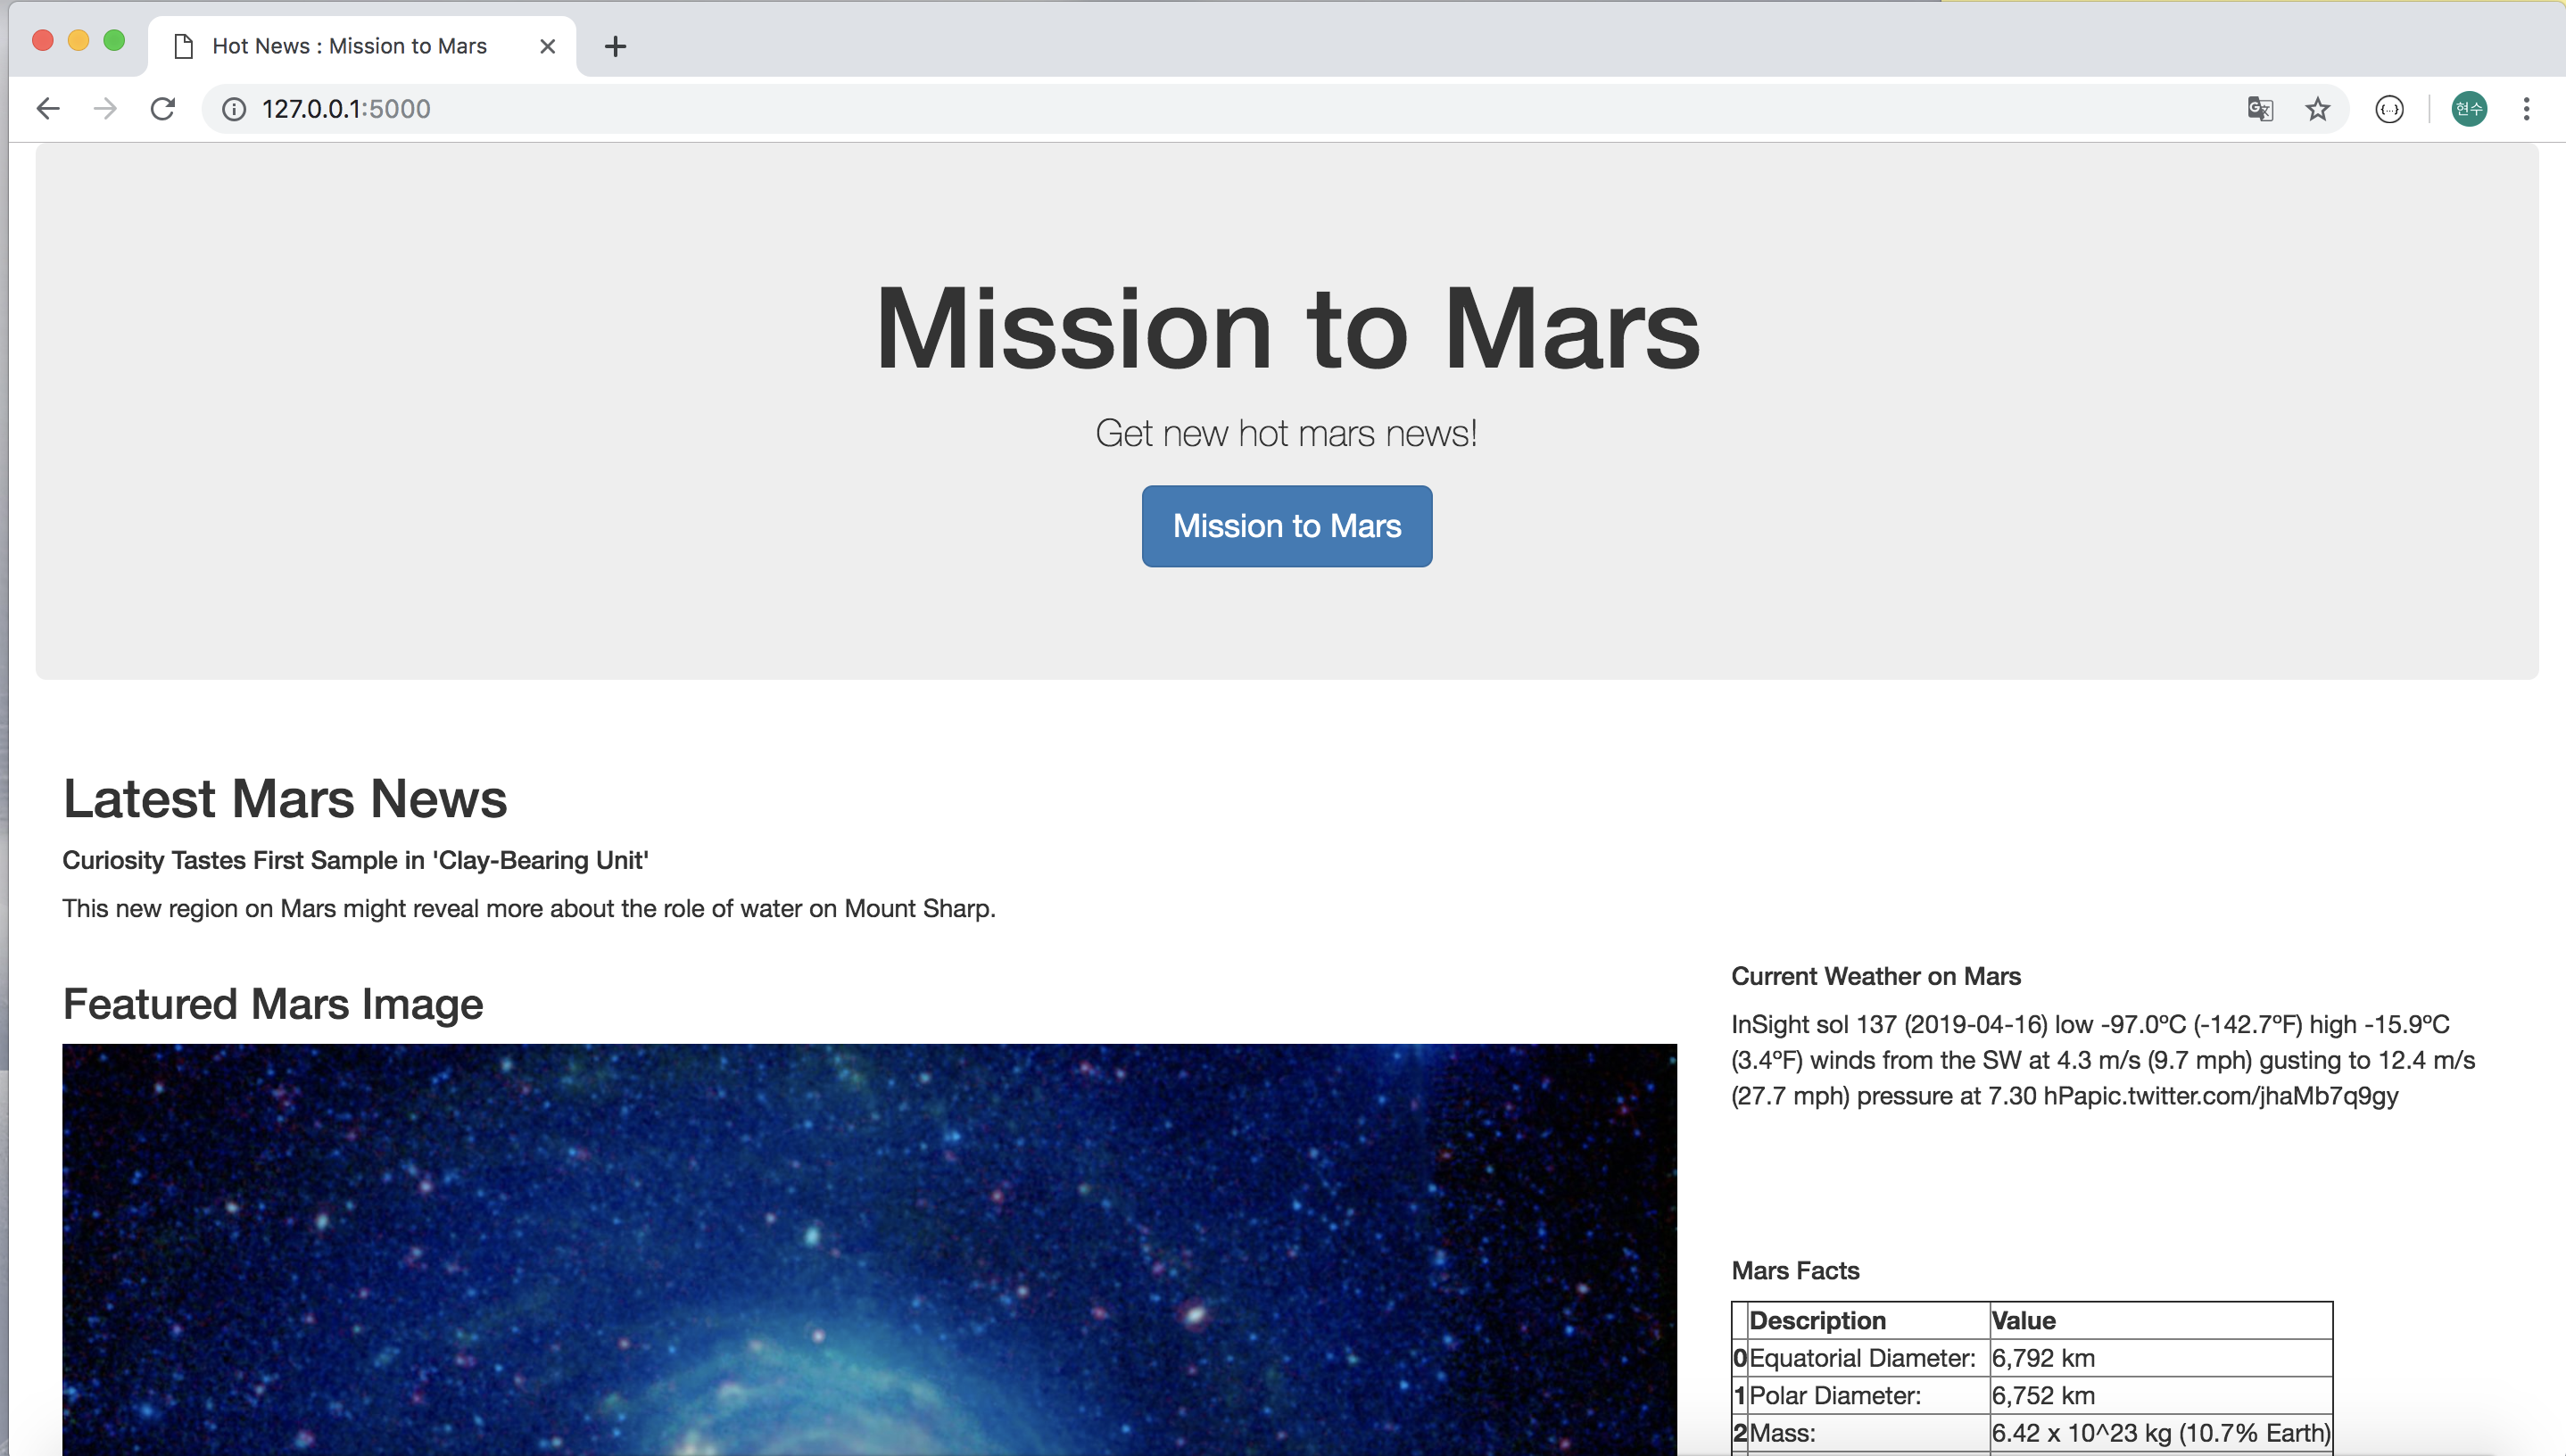 Hot News : Mission to Mars
127.0.0.1:5000
현수
Mission to Mars
Get new hot mars news!
Mission to Mars
Latest Mars News
Curiosity Tastes First Sample in 'Clay-Bearing Unit'
This new region on Mars might reveal more about the role of water on Mount Sharp.
Featured Mars Image
Current Weather on Mars
InSight sol 137 (2019-04-16) low -97.0ºC (-142.7ºF) high -15.9ºC
(3.4ºF) winds from the SW at 4.3 m/s (9.7 mph) gusting to 12.4 m/s
(27.7 mph) pressure at 7.30 hPapic.twitter.com/jhaMb7q9gy
Mars Facts
Description Value
0 Equatorial Diameter: 6,792 km
1 Polar Diameter: 6,752 km
2 Mass: 6.42 x 10^23 kg (10.7% Earth)